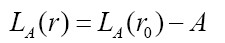 L_A(r) = L_A(r_0) − A